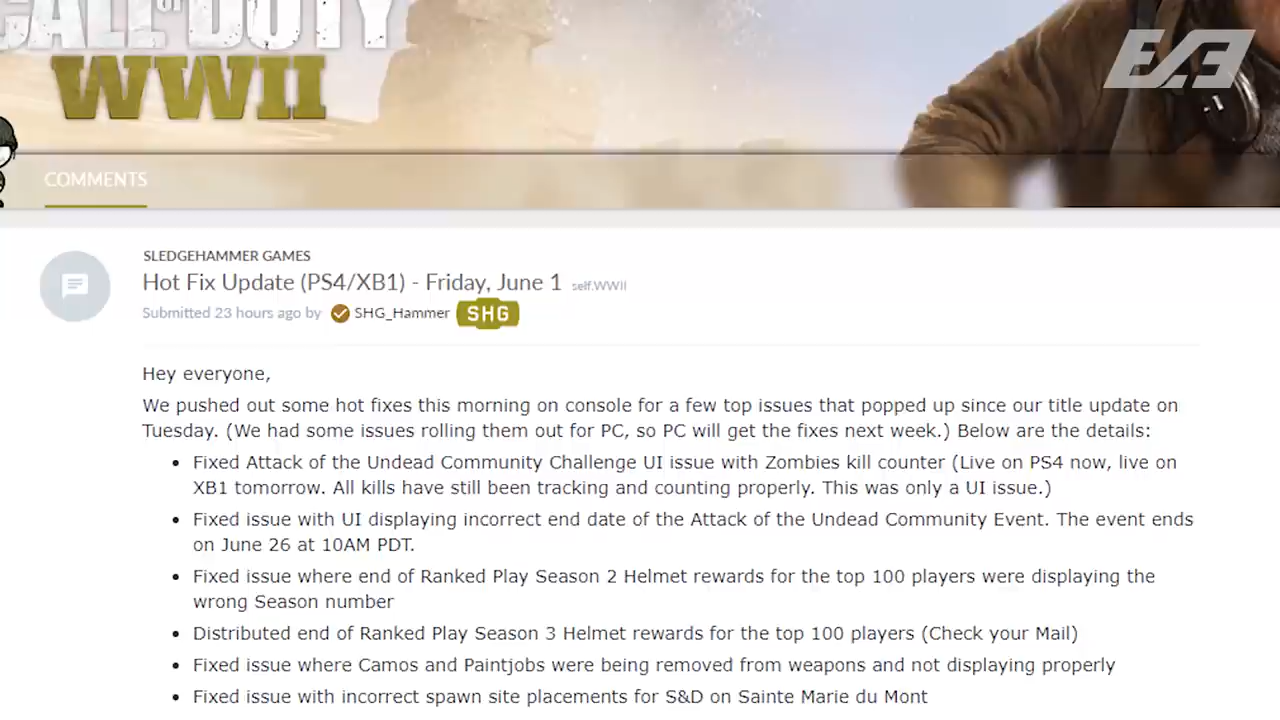 CALL OF DUTY
WWII
COMMENTS
SLEDGEHAMMER GAMES
Hot Fix Update (PS4/XB1) - Friday, June 1 self.WWII
Submitted 23 hours ago by SHG_Hammer SHG
Hey everyone,
We pushed out some hot fixes this morning on console for a few top issues that popped up since our title update on
Tuesday. (We had some issues rolling them out for PC, so PC will get the fixes next week.) Below are the details:
• Fixed Attack of the Undead Community Challenge UI issue with Zombies kill counter (Live on PS4 now, live on
XB1 tomorrow. All kills have still been tracking and counting properly. This was only a UI issue.)
• Fixed issue with UI displaying incorrect end date of the Attack of the Undead Community Event. The event ends
on June 26 at 10AM PDT.
• Fixed issue where end of Ranked Play Season 2 Helmet rewards for the top 100 players were displaying the
wrong Season number
• Distributed end of Ranked Play Season 3 Helmet rewards for the top 100 players (Check your Mail)
• Fixed issue where Camos and Paintjobs were being removed from weapons and not displaying properly
• Fixed issue with incorrect spawn site placements for S&D on Sainte Marie du Mont